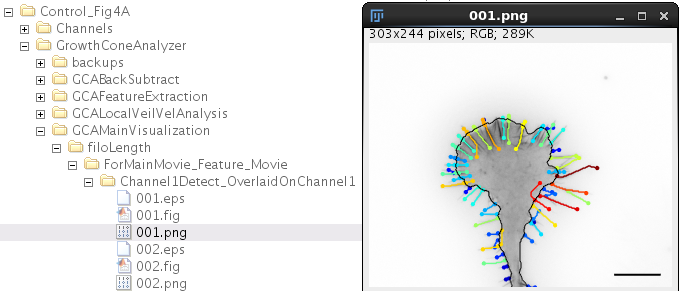 Control_Fig4A
Channels
GrowthConeAnalyzer
backups
GCABackSubtract
GCAFeatureExtraction
GCALocalVeilVelAnalysis
GCAMainVisualization
filoLength
ForMainMovie_Feature_Movie
Channel1Detect_OverlaidOnChannel1
001.eps
001.fig
001.png
002.eps
002.fig
002.png
001.png
303x244 pixels; RGB; 289K